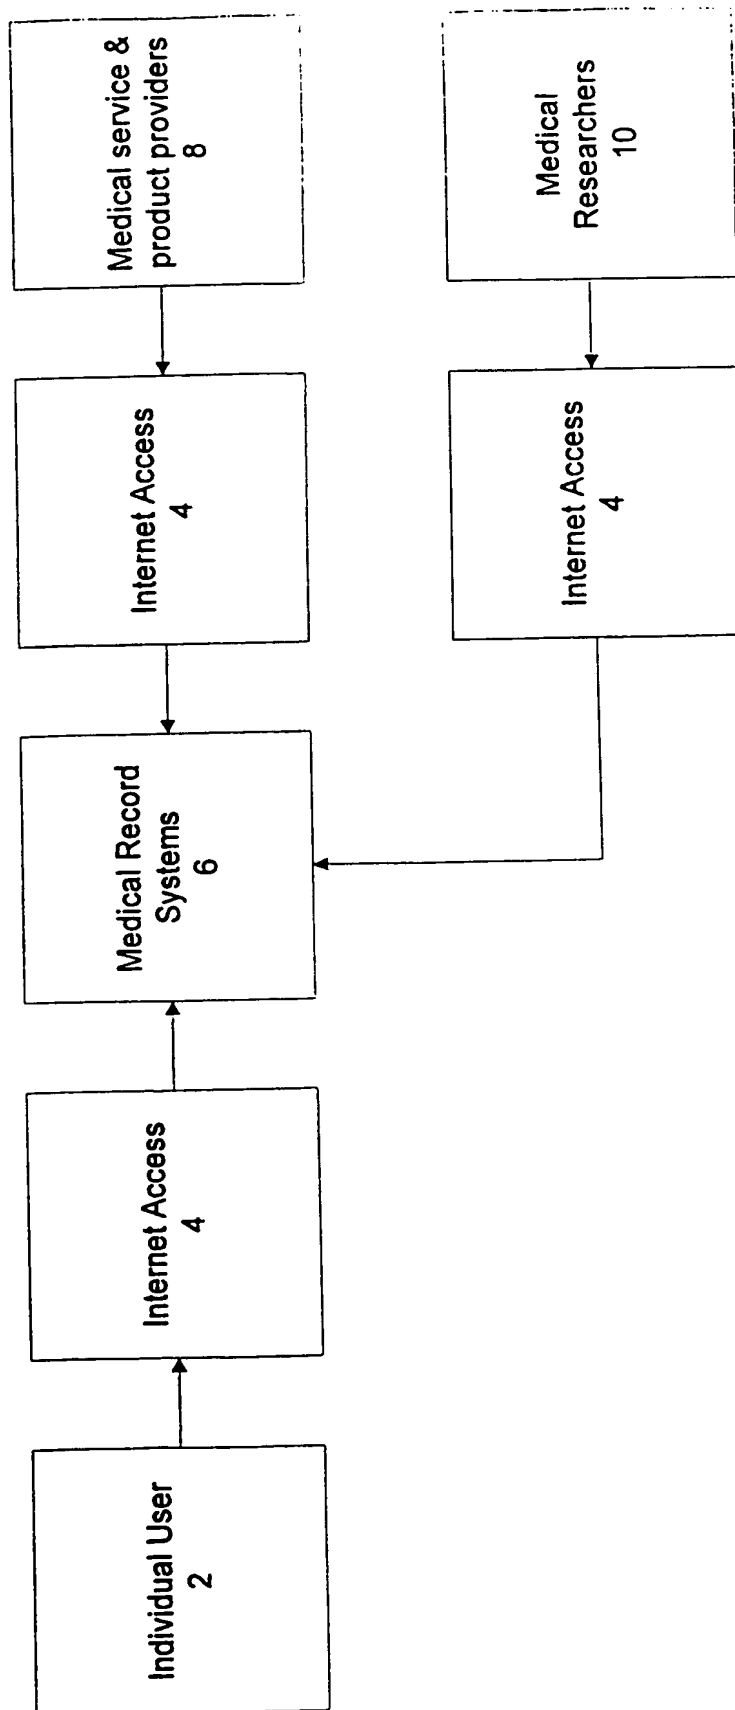 Individual User
2
Internet Access
4
Medical Record
Systems
6
Internet Access
4
Medical service &
product providers
8
Internet Access
4
Medical
Researchers
10